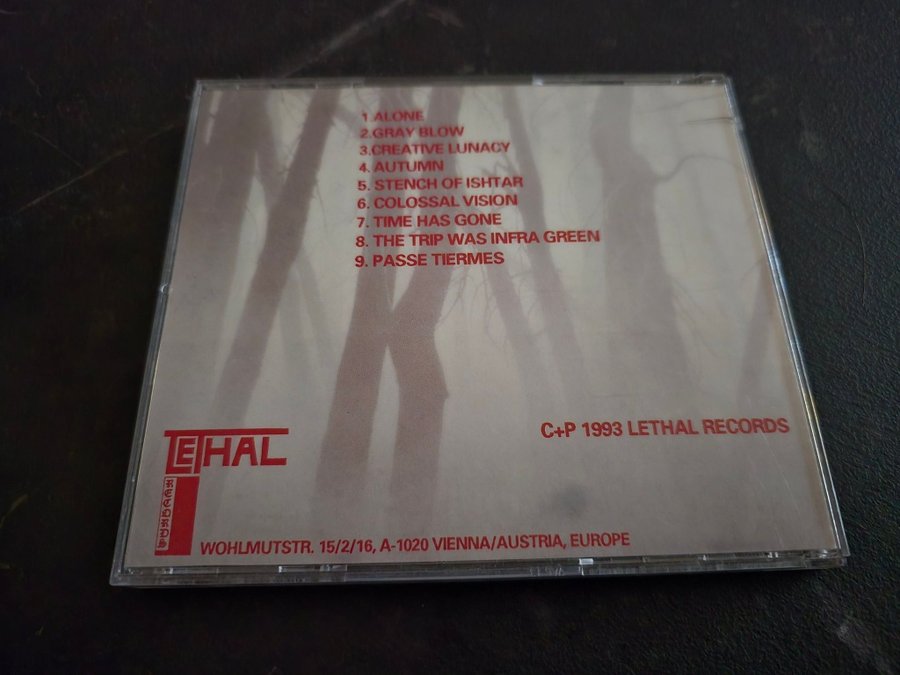 1.ALONE
2.GRAY BLOW
3.CREATIVE LUNACY
4. AUTUMN
5. STENCH OF ISHTAR
6. COLOSSAL VISION
7. TIME HAS GONE
8. THE TRIP WAS INFRA GREEN
9. PASSE TIERMES
C+P 1993 LETHAL RECORDS
LETHAL
RECORDS
WOHLMUTSTR. 15/2/16, A-1020 VIENNA/AUSTRIA, EUROPE